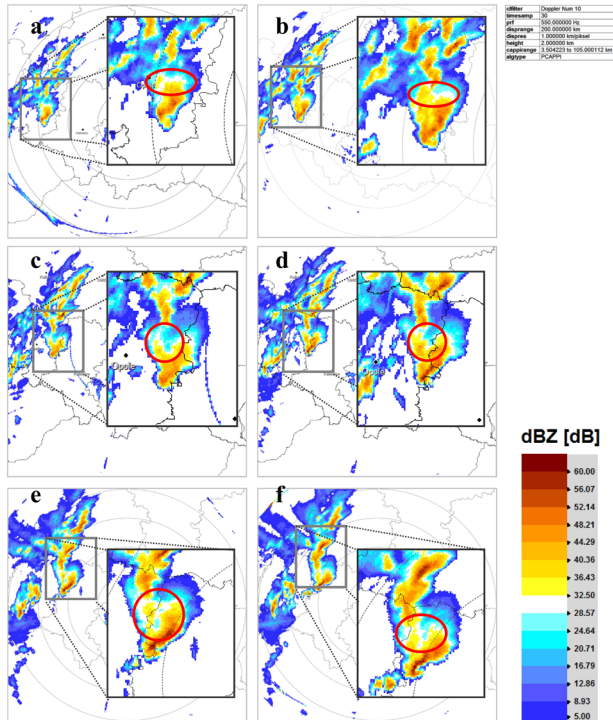 a
b
clfilter Doppler Num 10
timesamp 30
prf 550.000000 Hz
disprange 200.000000 km
dispres 1.000000 km/piksel
height 2.000000 km
cappirange 3.504223 to 105.000112 km
algtype PCAPPI
c
d
Opole
Opole
e
f
dBZ [dB]
60.00
56.07
52.14
48.21
44.29
40.36
36.43
32.50
28.57
24.64
20.71
16.79
12.86
8.93
5.00